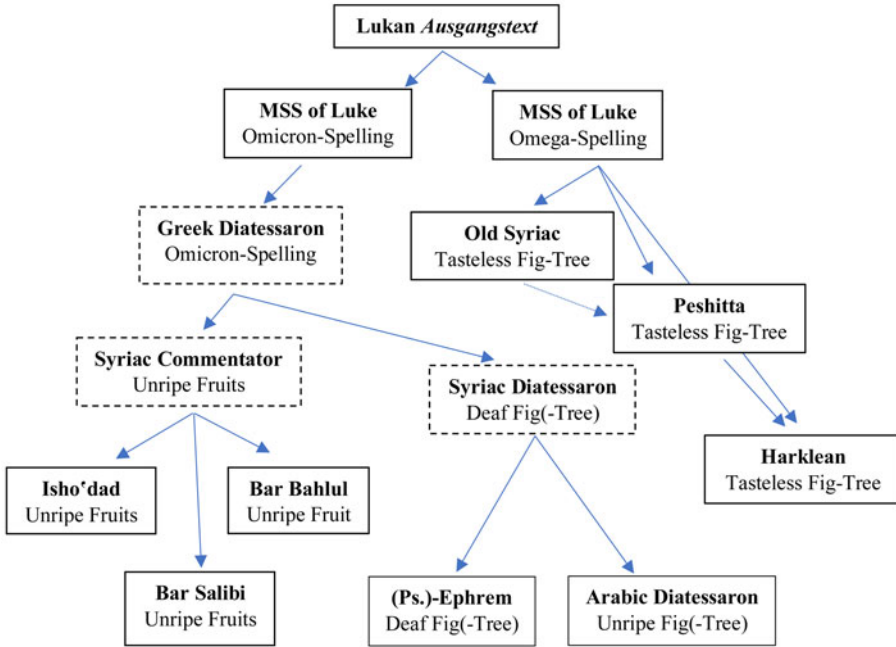 Lukan Ausgangstext
MSS of Luke
Omicron-Spelling
MSS of Luke
Omega-Spelling
Greek Diatessaron
Omicron-Spelling
Old Syriac
Tasteless Fig-Tree
Peshitta
Tasteless Fig-Tree
Syriac Commentator
Unripe Fruits
Syriac Diatessaron
Deaf Fig(-Tree)
Harklean
Tasteless Fig-Tree
Ishoʿdad
Unripe Fruits
Bar Bahlul
Unripe Fruit
Bar Salibi
Unripe Fruits
(Ps.)-Ephrem
Deaf Fig(-Tree)
Arabic Diatessaron
Unripe Fig(-Tree)